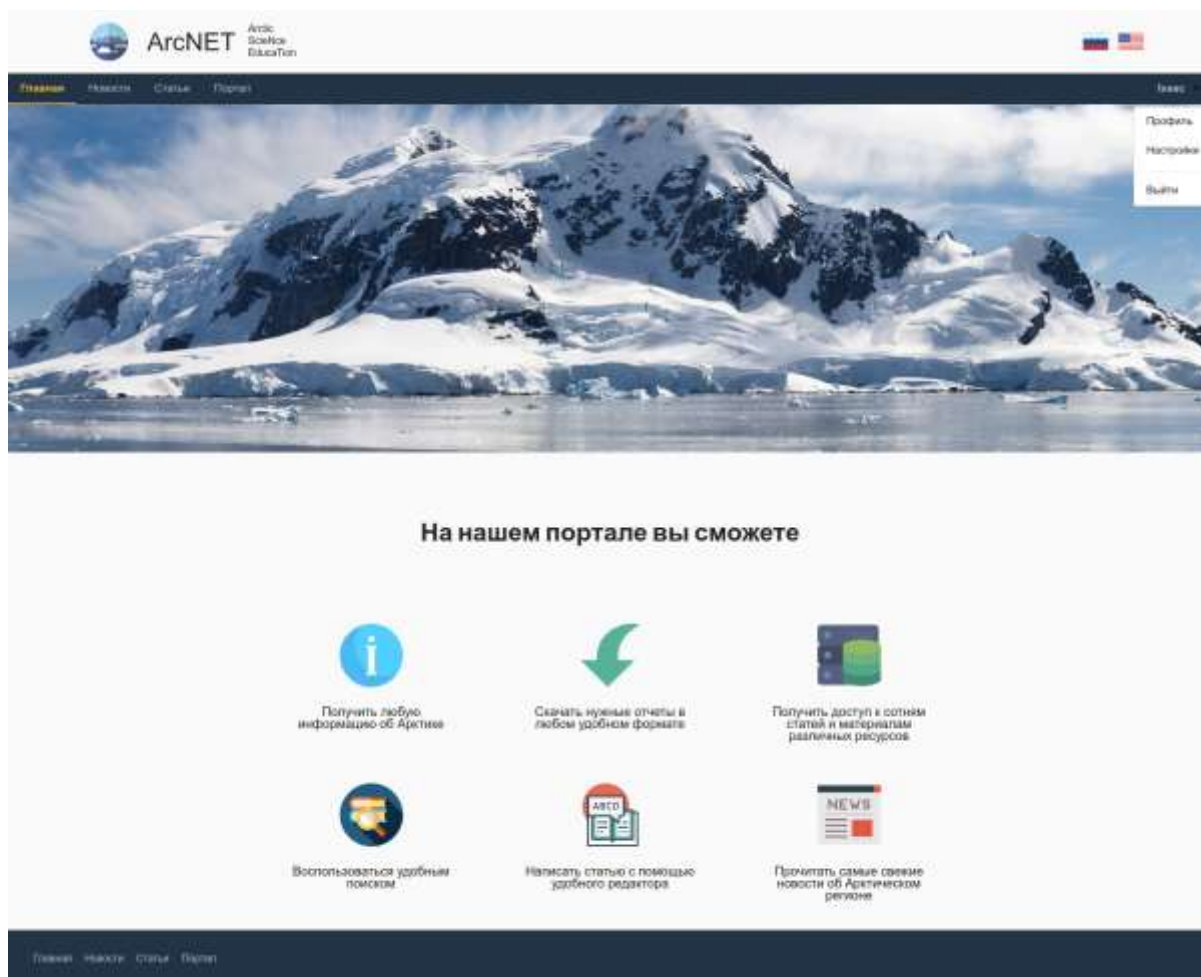 ArcNET
Arctic
ScieNce
EducaTion
Главная Новости Статьи Портал
Профиль
Настройки
Выйти
На нашем портале вы сможете
Получить любую
информацию об Арктике
Скачать нужные отчеты в
любом удобном формате
Получить доступ к сотням
статей и материалам
различных ресурсов
ABCD
NEWS
Воспользоваться удобным
поиском
Написать статью с помощью
удобного редактора
Прочитать самые свежие
новости об Арктическом
регионе
Главная Новости Статьи Портал